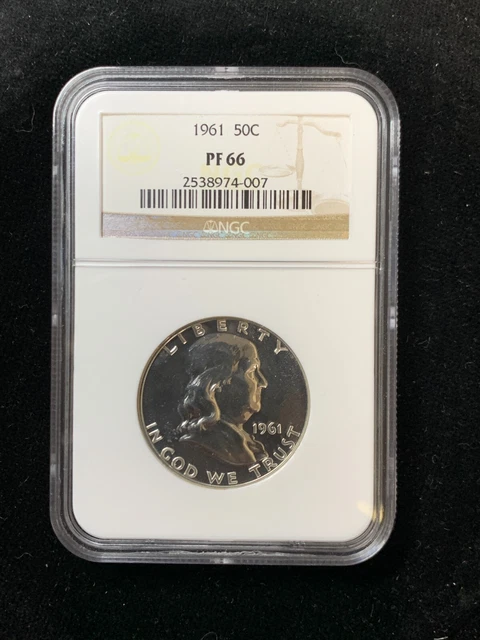 1961 50C
PF 66
2538974-007
NGC
LIBERTY
1961
IN GOD WE TRUST